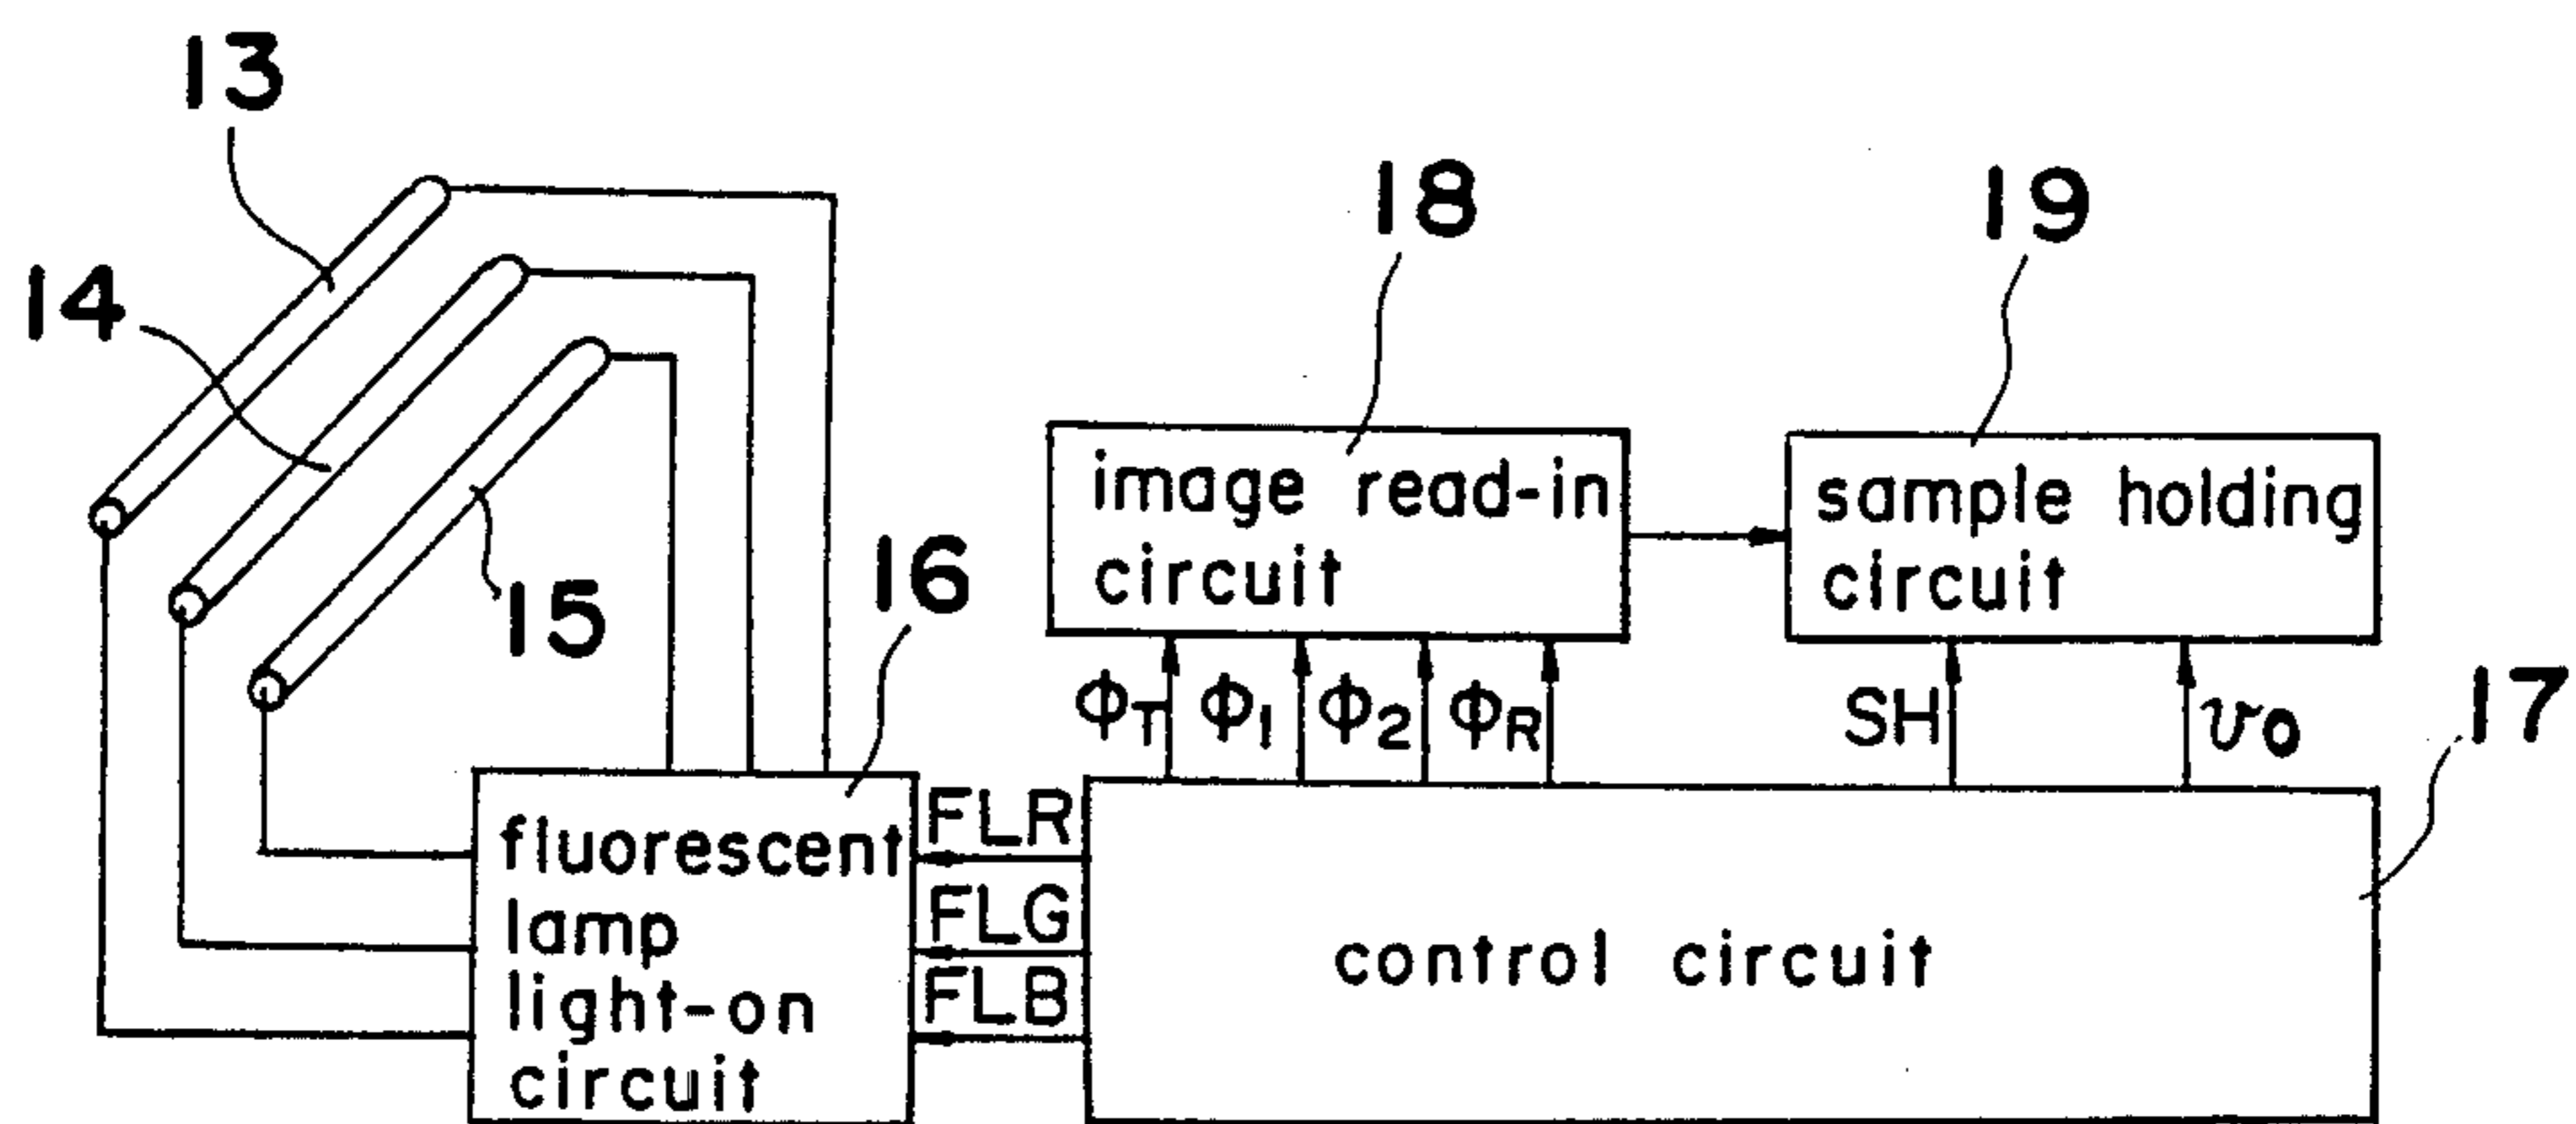 13
18
19
14
image read-in
circuit
sample holding
circuit
16
15
ΦT Φ1 Φ2 ΦR
SH v0
17
FLR
FLG
FLB
fluorescent
lamp
light-on
circuit
control circuit